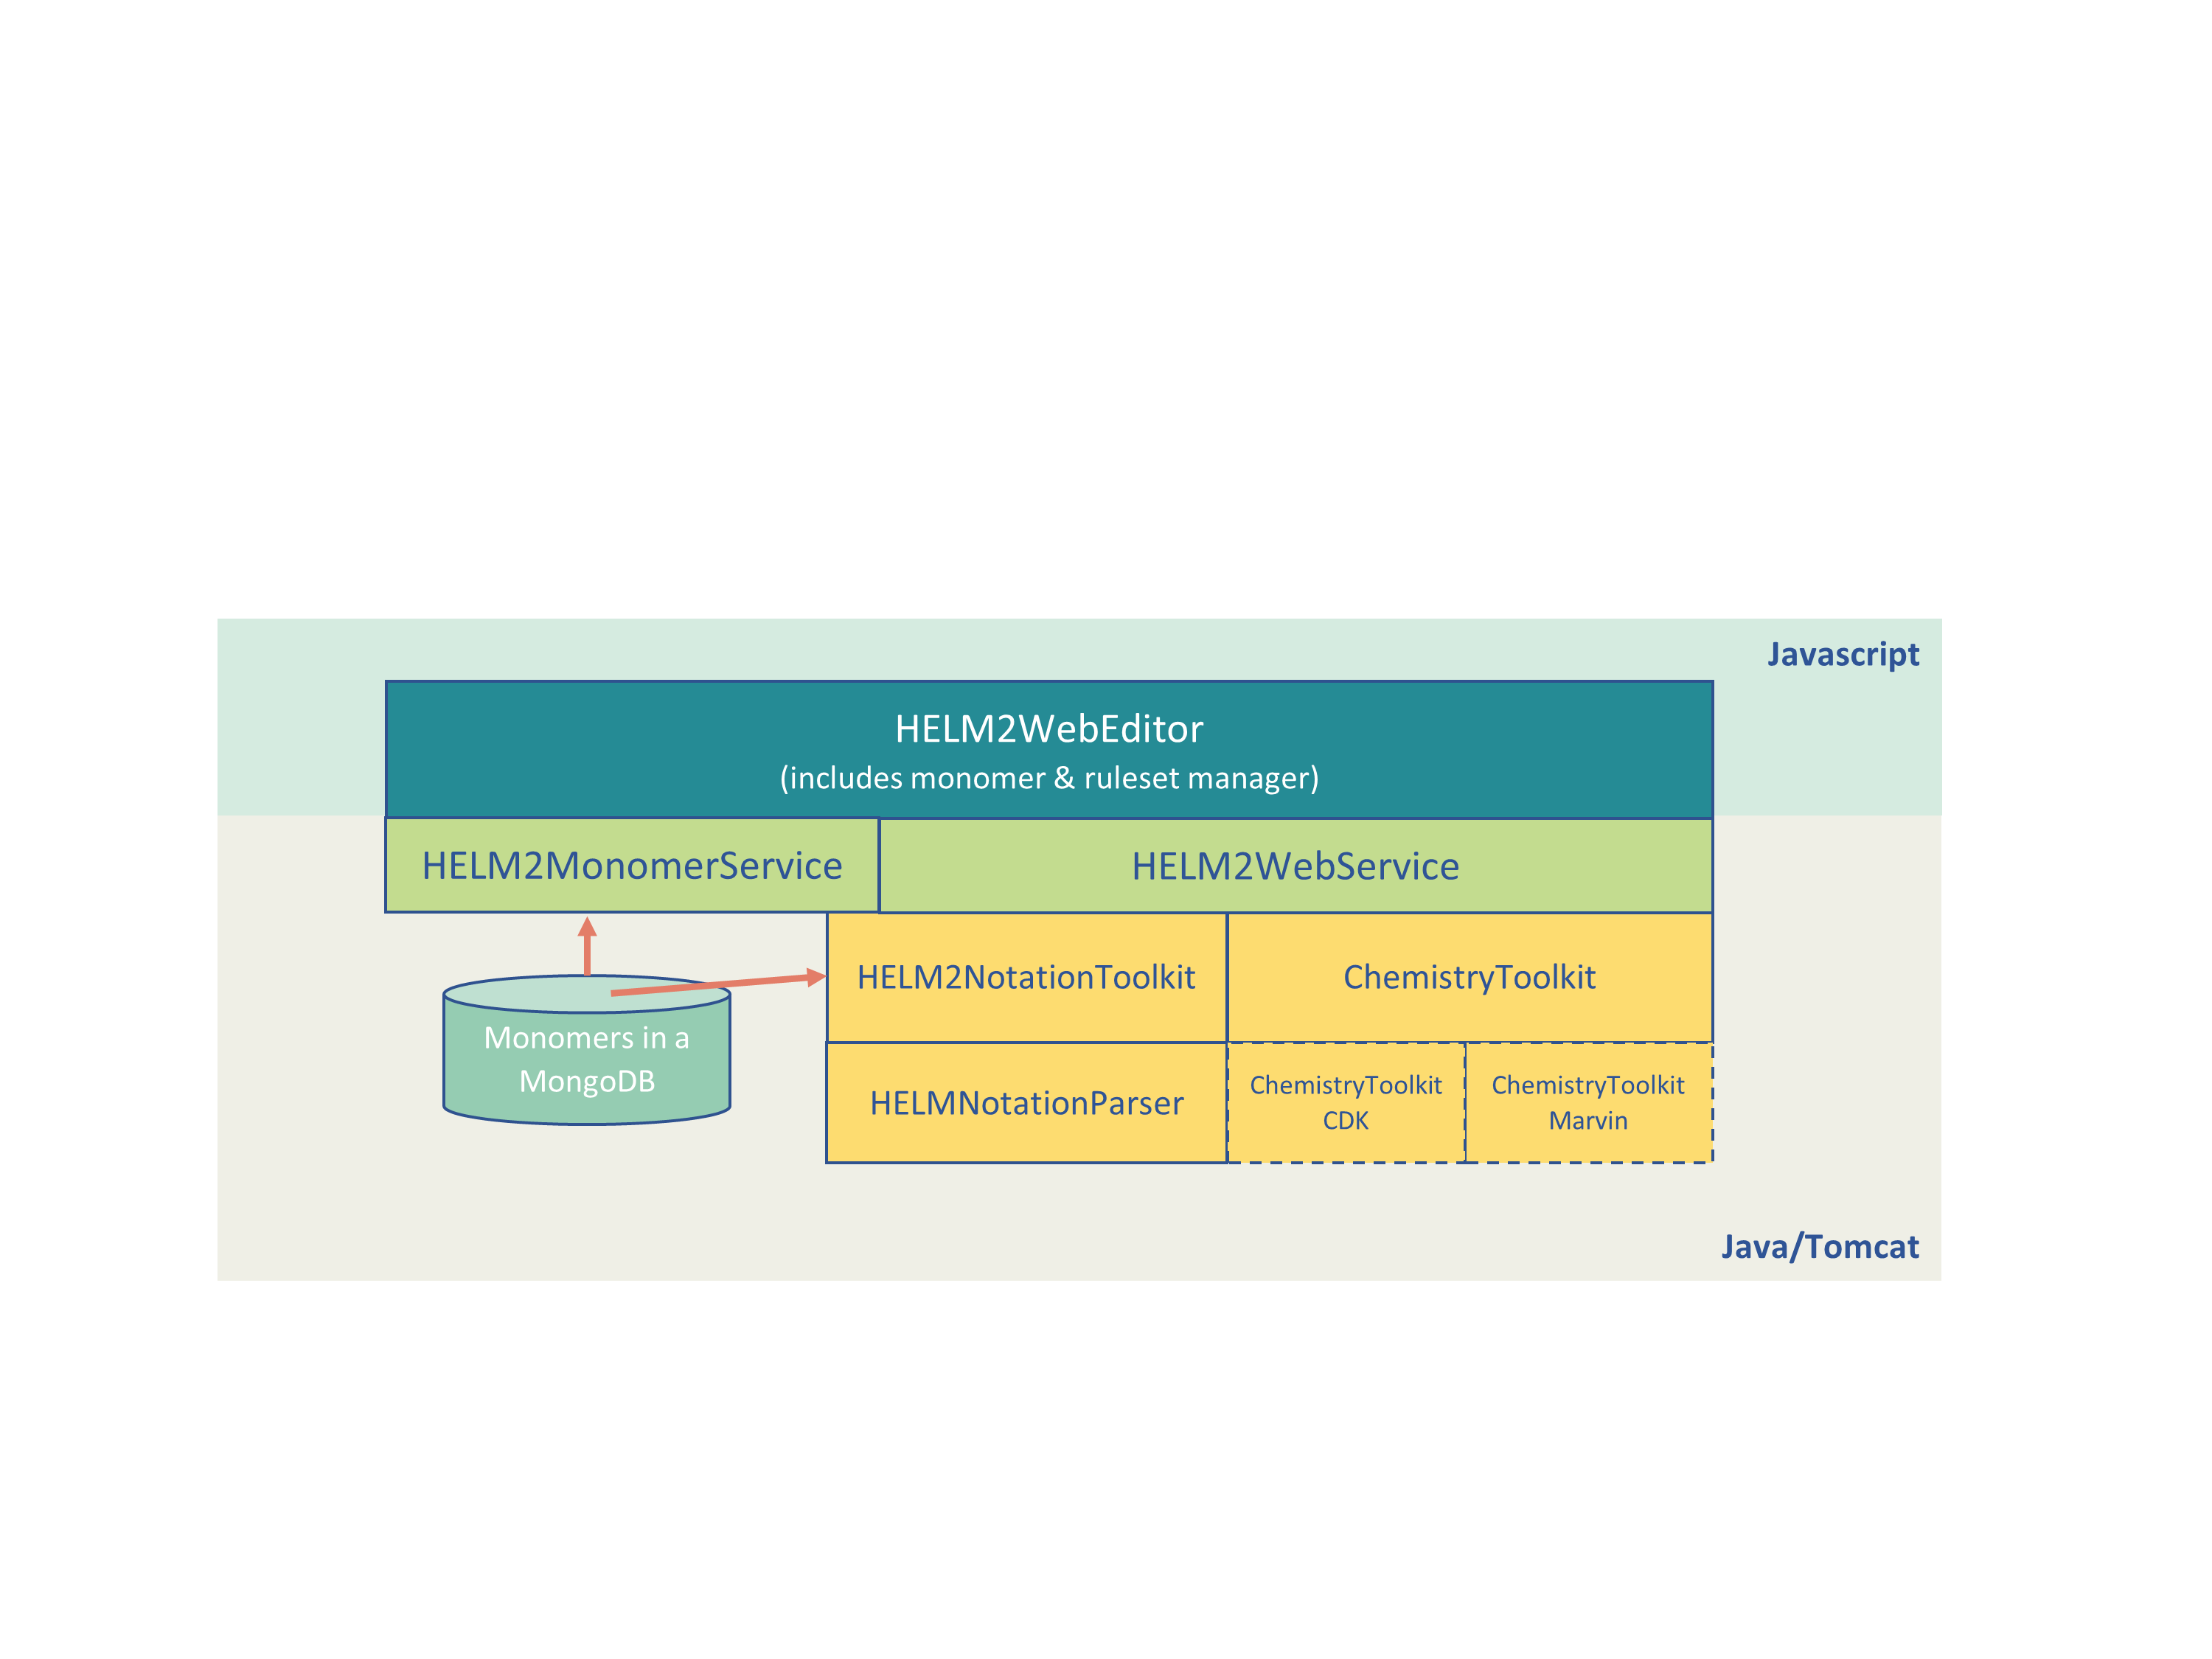 Javascript
HELM2WebEditor
(includes monomer & ruleset manager)
HELM2MonomerService
HELM2WebService
HELM2NotationToolkit
ChemistryToolkit
Monomers in a
MongoDB
HELMNotationParser
ChemistryToolkit
CDK
ChemistryToolkit
Marvin
Java/Tomcat